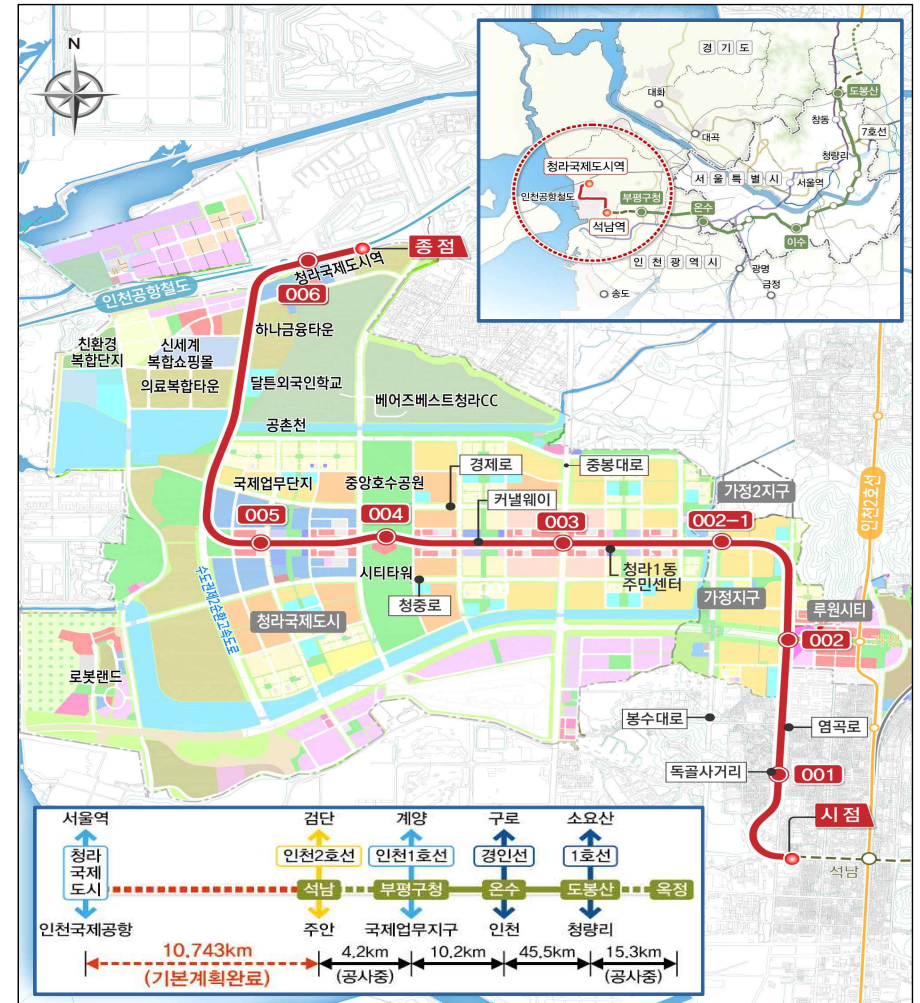 N
경기도
대화
대곡
도봉산
창동
7호선
청량리
서울특별시
서울역
청라국제도시역
인천공항철도
부평구청
석남역
온수
이수
인천광역시
송도
광명
금정
종점
청라국제도시역
006
인천공항철도
하나금융타운
친환경
복합단지
신세계
복합쇼핑몰
의료복합타운
달튼외국인학교
베어즈베스트청라CC
공촌천
국제업무단지
중앙호수공원
경제로
중봉대로
커낼웨이
가정2지구
인천2호선
005
004
003
002-1
시티타워
청라1동
주민센터
청중로
가정지구
수도권제2순환고속도로
청라국제도시
루원시티
002
로봇랜드
봉수대로
염곡로
독골사거리
001
시점
석남
서울역
검단
계양
구로
소요산
청라
국제
도시
인천2호선
인천1호선
경인선
1호선
석남
부평구청
온수
도봉산
옥정
인천국제공항
주안
국제업무지구
인천
청량리
10.743km
(기본계획완료)
4.2km
(공사중)
10.2km
45.5km
15.3km
(공사중)